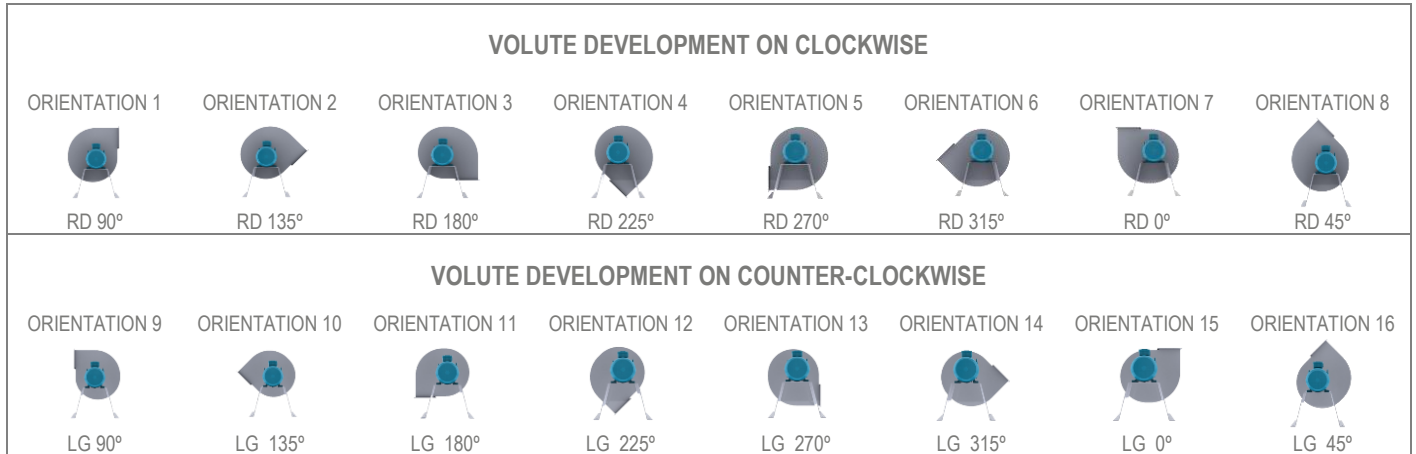 VOLUTE DEVELOPMENT ON CLOCKWISE
ORIENTATION 1 ORIENTATION 2 ORIENTATION 3 ORIENTATION 4 ORIENTATION 5 ORIENTATION 6 ORIENTATION 7 ORIENTATION 8
RD 90º RD 135º RD 180º RD 225º RD 270º RD 315º RD 0º RD 45º
VOLUTE DEVELOPMENT ON COUNTER-CLOCKWISE
ORIENTATION 9 ORIENTATION 10 ORIENTATION 11 ORIENTATION 12 ORIENTATION 13 ORIENTATION 14 ORIENTATION 15 ORIENTATION 16
LG 90º LG 135º LG 180º LG 225º LG 270º LG 315º LG 0º LG 45º